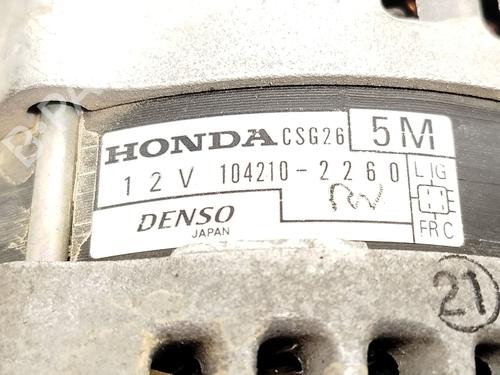 HONDA CSG26 5M
12V 104210-2260 L IG
DENSO FR C
JAPAN
21